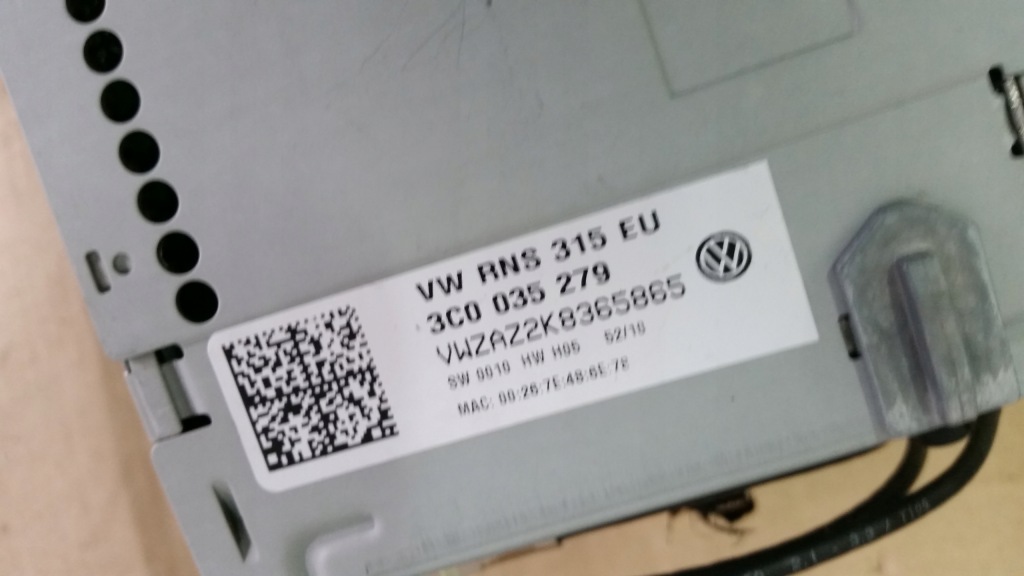 VW RNS 315 EU
3C0 035 279
VWZAZ2K8365865
SW 0010 HW H05 52/10
MAC: 00:26:7E:48:6E:7E